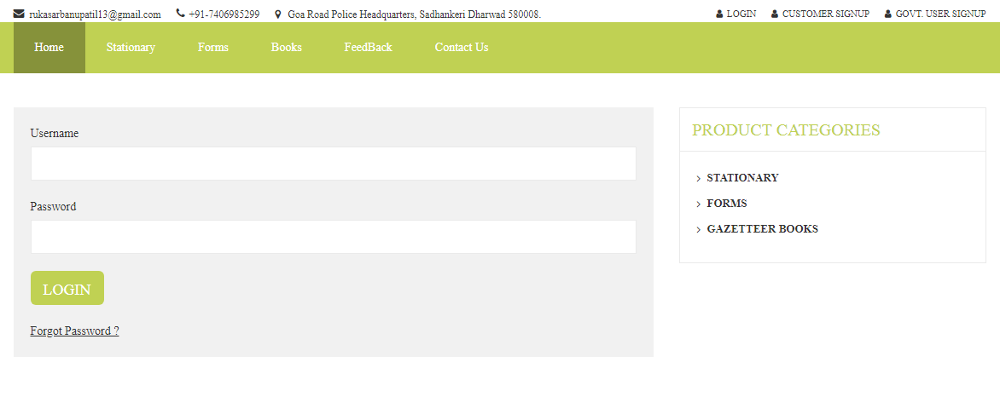 rukasarbanupatil13@gmail.com +91-7406985299 Goa Road Police Headquarters, Sadhankeri Dharwad 580008. LOGIN CUSTOMER SIGNUP GOVT. USER SIGNUP
Home Stationary Forms Books FeedBack Contact Us
Username
Password
LOGIN
Forgot Password ?
PRODUCT CATEGORIES
STATIONARY
FORMS
GAZETTEER BOOKS